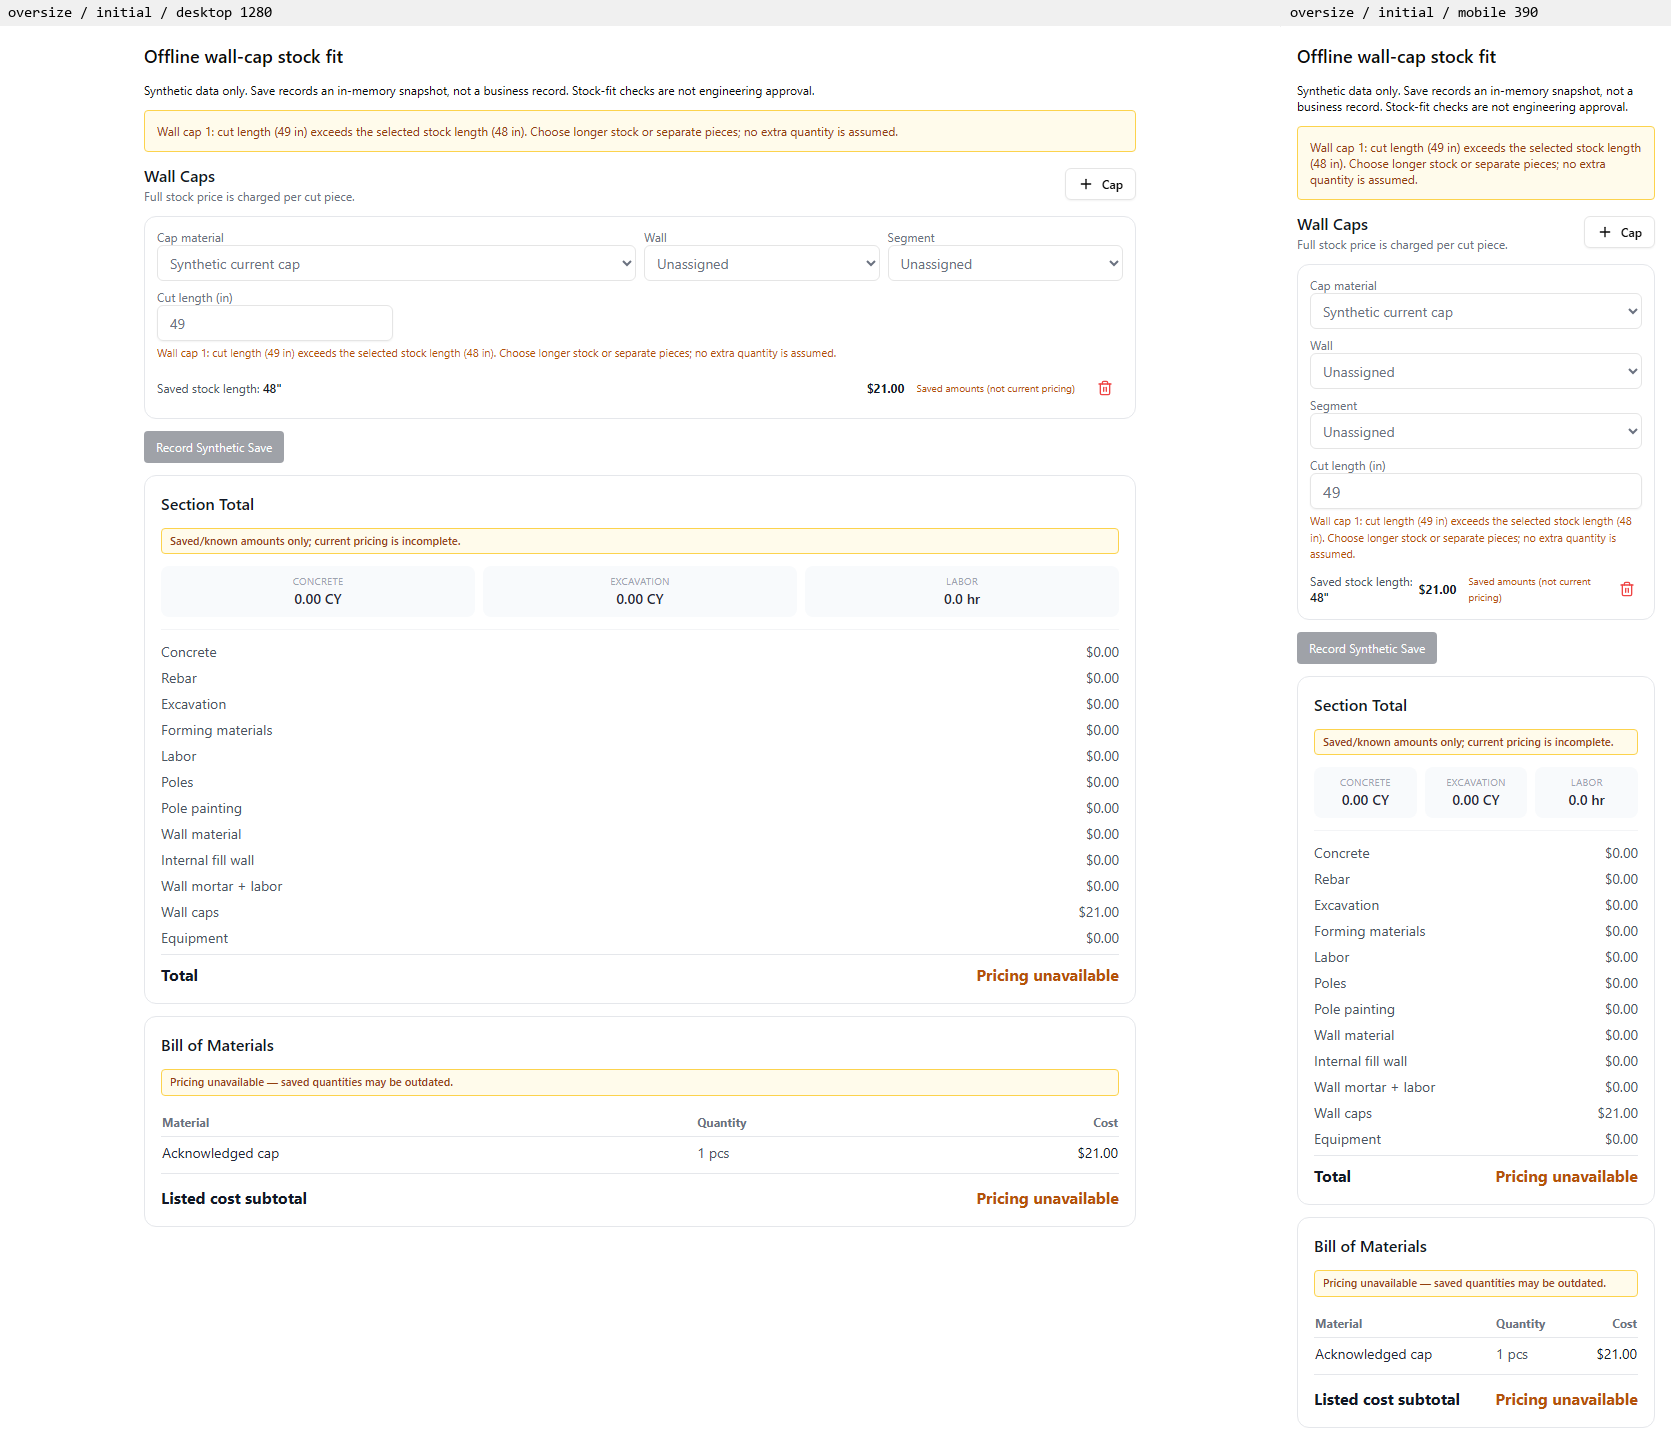 oversize / initial / desktop 1280
Offline wall-cap stock fit
Synthetic data only. Save records an in-memory snapshot, not a business record. Stock-fit checks are not engineering approval.
Wall cap 1: cut length (49 in) exceeds the selected stock length (48 in). Choose longer stock or separate pieces; no extra quantity is assumed.
Wall Caps
Full stock price is charged per cut piece.
+ Cap
Cap material
Wall
Segment
Synthetic current cap
Unassigned
Unassigned
Cut length (in)
49
Wall cap 1: cut length (49 in) exceeds the selected stock length (48 in). Choose longer stock or separate pieces; no extra quantity is assumed.
Saved stock length: 48"
$21.00
Saved amounts (not current pricing)
Record Synthetic Save
Section Total
Saved/known amounts only; current pricing is incomplete.
CONCRETE
0.00 CY
EXCAVATION
0.00 CY
LABOR
0.0 hr
Concrete $0.00
Rebar $0.00
Excavation $0.00
Forming materials $0.00
Labor $0.00
Poles $0.00
Pole painting $0.00
Wall material $0.00
Internal fill wall $0.00
Wall mortar + labor $0.00
Wall caps $21.00
Equipment $0.00
Total Pricing unavailable
Bill of Materials
Pricing unavailable — saved quantities may be outdated.
Material Quantity Cost
Acknowledged cap 1 pcs $21.00
Listed cost subtotal Pricing unavailable
oversize / initial / mobile 390
Offline wall-cap stock fit
Synthetic data only. Save records an in-memory snapshot, not a
business record. Stock-fit checks are not engineering approval.
Wall cap 1: cut length (49 in) exceeds the selected stock length
(48 in). Choose longer stock or separate pieces; no extra
quantity is assumed.
Wall Caps
Full stock price is charged per cut piece.
+ Cap
Cap material
Synthetic current cap
Wall
Unassigned
Segment
Unassigned
Cut length (in)
49
Wall cap 1: cut length (49 in) exceeds the selected stock length (48
in). Choose longer stock or separate pieces; no extra quantity is
assumed.
Saved stock length:
48"
$21.00
Saved amounts (not current
pricing)
Record Synthetic Save
Section Total
Saved/known amounts only; current pricing is incomplete.
CONCRETE
0.00 CY
EXCAVATION
0.00 CY
LABOR
0.0 hr
Concrete $0.00
Rebar $0.00
Excavation $0.00
Forming materials $0.00
Labor $0.00
Poles $0.00
Pole painting $0.00
Wall material $0.00
Internal fill wall $0.00
Wall mortar + labor $0.00
Wall caps $21.00
Equipment $0.00
Total Pricing unavailable
Bill of Materials
Pricing unavailable — saved quantities may be outdated.
Material Quantity Cost
Acknowledged cap 1 pcs $21.00
Listed cost subtotal Pricing unavailable